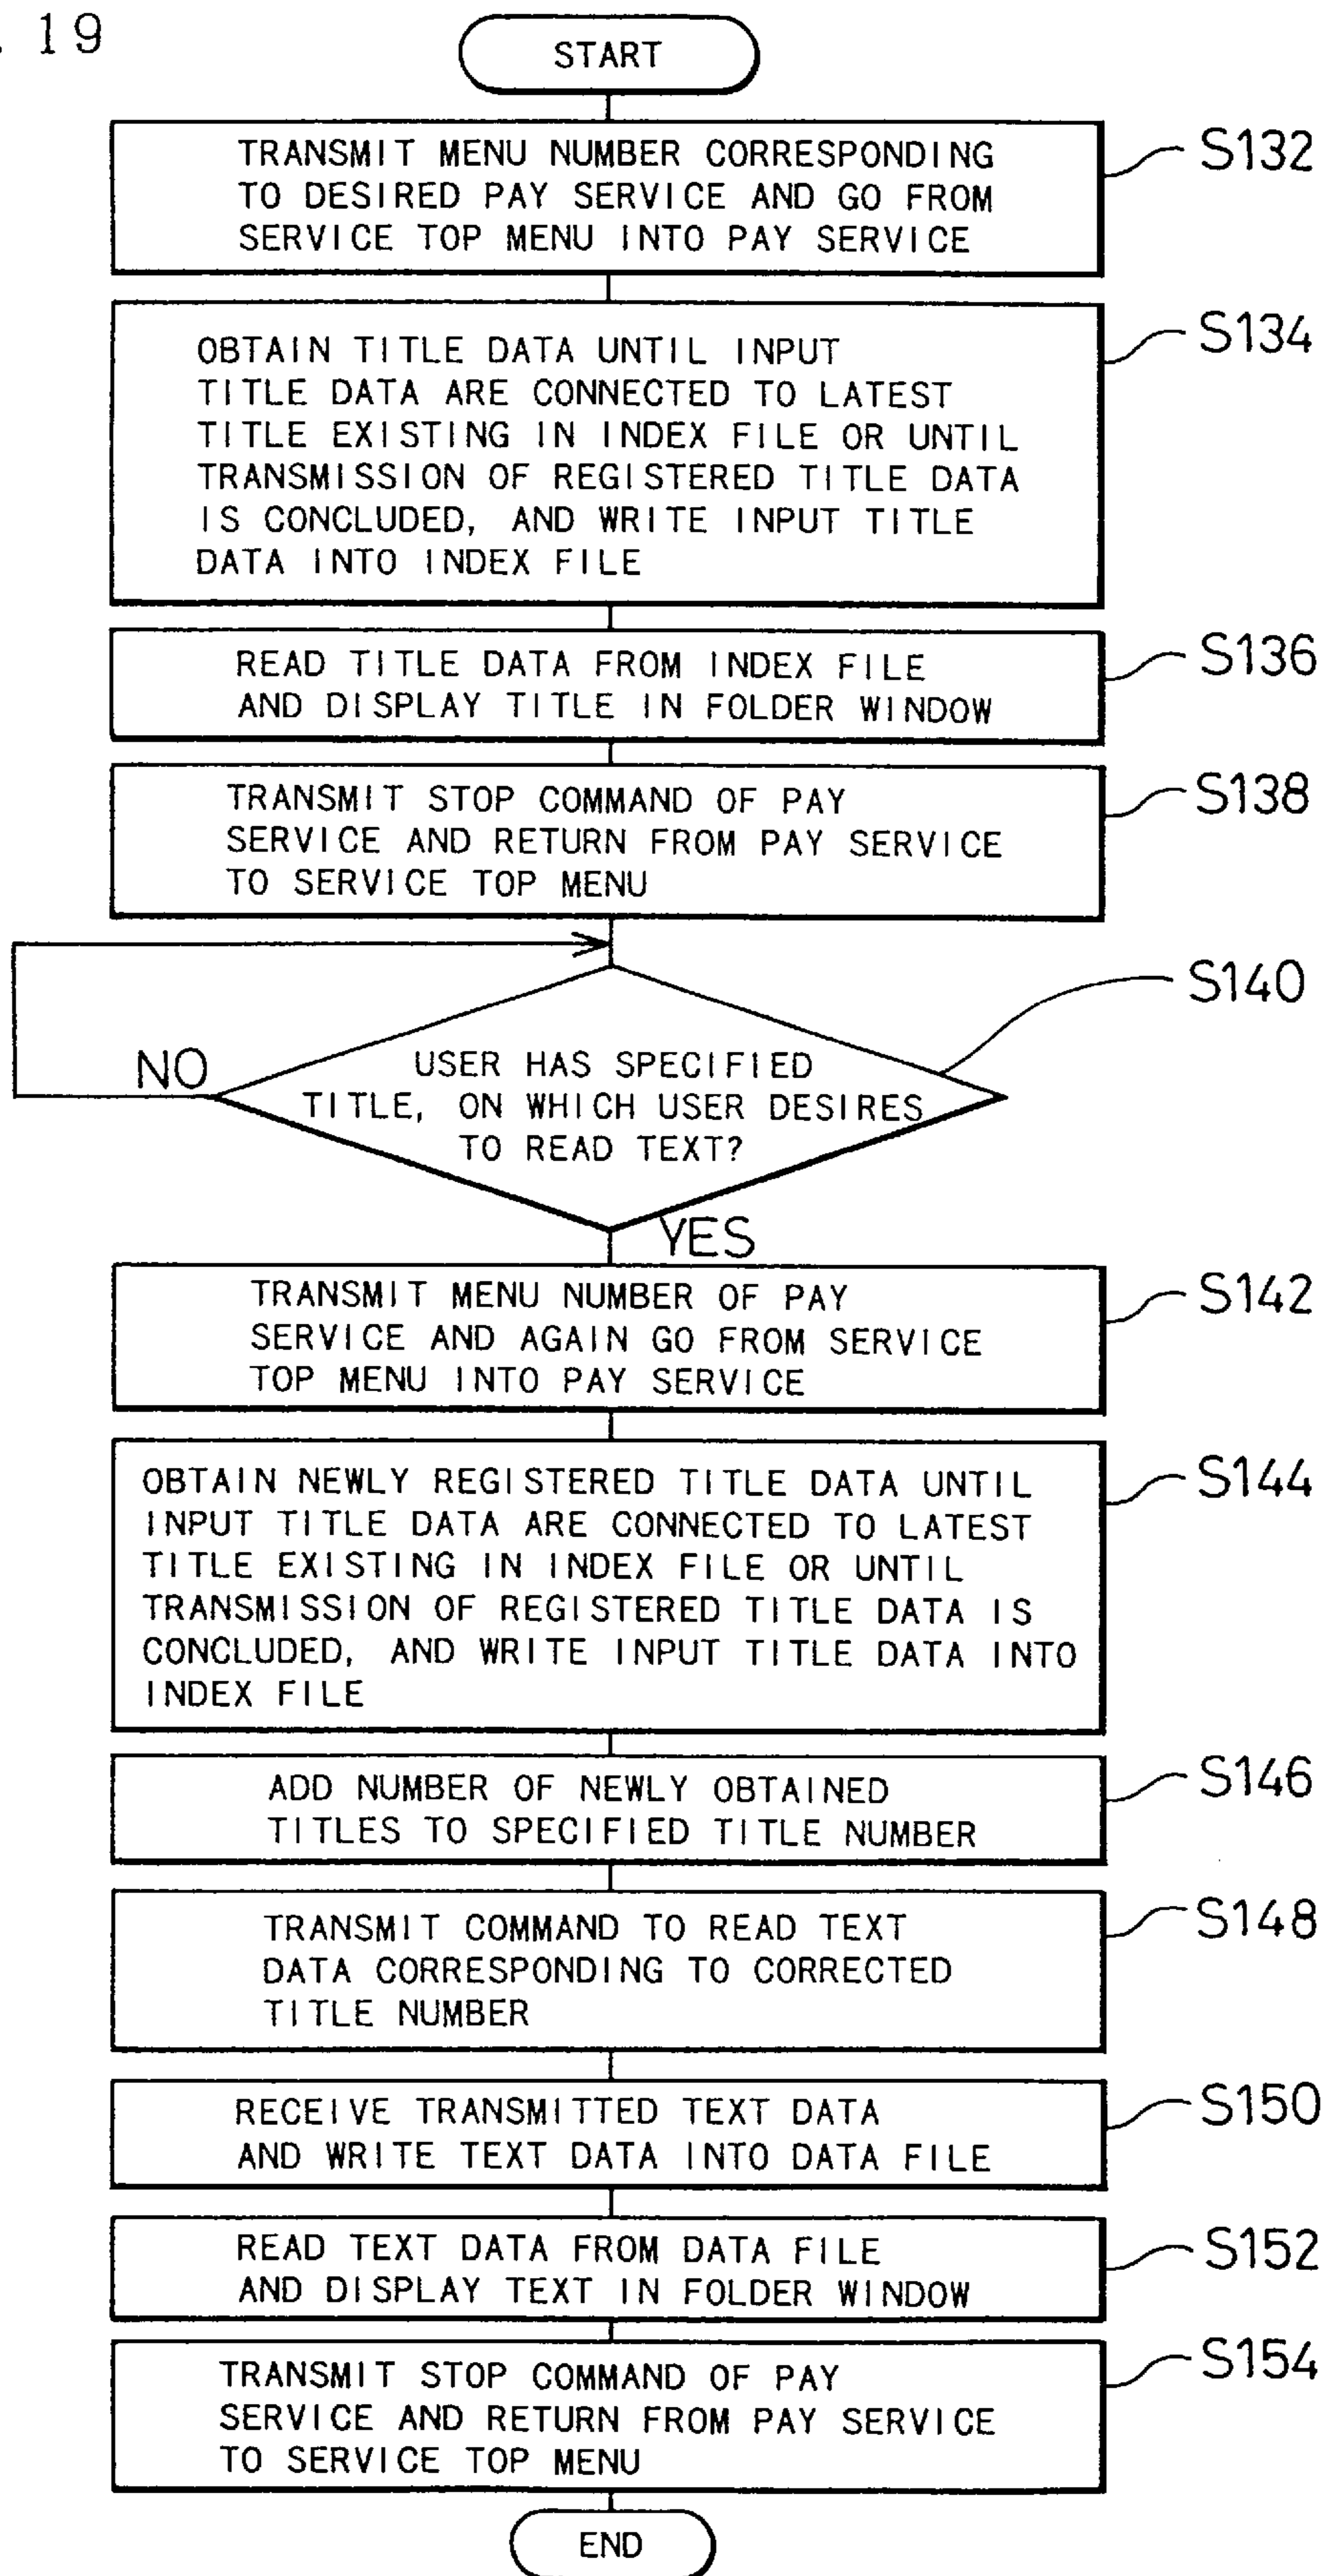 . 19
START
TRANSMIT MENU NUMBER CORRESPONDING
TO DESIRED PAY SERVICE AND GO FROM
SERVICE TOP MENU INTO PAY SERVICE
S132
OBTAIN TITLE DATA UNTIL INPUT
TITLE DATA ARE CONNECTED TO LATEST
TITLE EXISTING IN INDEX FILE OR UNTIL
TRANSMISSION OF REGISTERED TITLE DATA
IS CONCLUDED, AND WRITE INPUT TITLE
DATA INTO INDEX FILE
S134
READ TITLE DATA FROM INDEX FILE
AND DISPLAY TITLE IN FOLDER WINDOW
S136
TRANSMIT STOP COMMAND OF PAY
SERVICE AND RETURN FROM PAY SERVICE
TO SERVICE TOP MENU
S138
USER HAS SPECIFIED
TITLE, ON WHICH USER DESIRES
TO READ TEXT?
S140
NO
YES
TRANSMIT MENU NUMBER OF PAY
SERVICE AND AGAIN GO FROM SERVICE
TOP MENU INTO PAY SERVICE
S142
OBTAIN NEWLY REGISTERED TITLE DATA UNTIL
INPUT TITLE DATA ARE CONNECTED TO LATEST
TITLE EXISTING IN INDEX FILE OR UNTIL
TRANSMISSION OF REGISTERED TITLE DATA IS
CONCLUDED, AND WRITE INPUT TITLE DATA INTO
INDEX FILE
S144
ADD NUMBER OF NEWLY OBTAINED
TITLES TO SPECIFIED TITLE NUMBER
S146
TRANSMIT COMMAND TO READ TEXT
DATA CORRESPONDING TO CORRECTED
TITLE NUMBER
S148
RECEIVE TRANSMITTED TEXT DATA
AND WRITE TEXT DATA INTO DATA FILE
S150
READ TEXT DATA FROM DATA FILE
AND DISPLAY TEXT IN FOLDER WINDOW
S152
TRANSMIT STOP COMMAND OF PAY
SERVICE AND RETURN FROM PAY SERVICE
TO SERVICE TOP MENU
S154
END